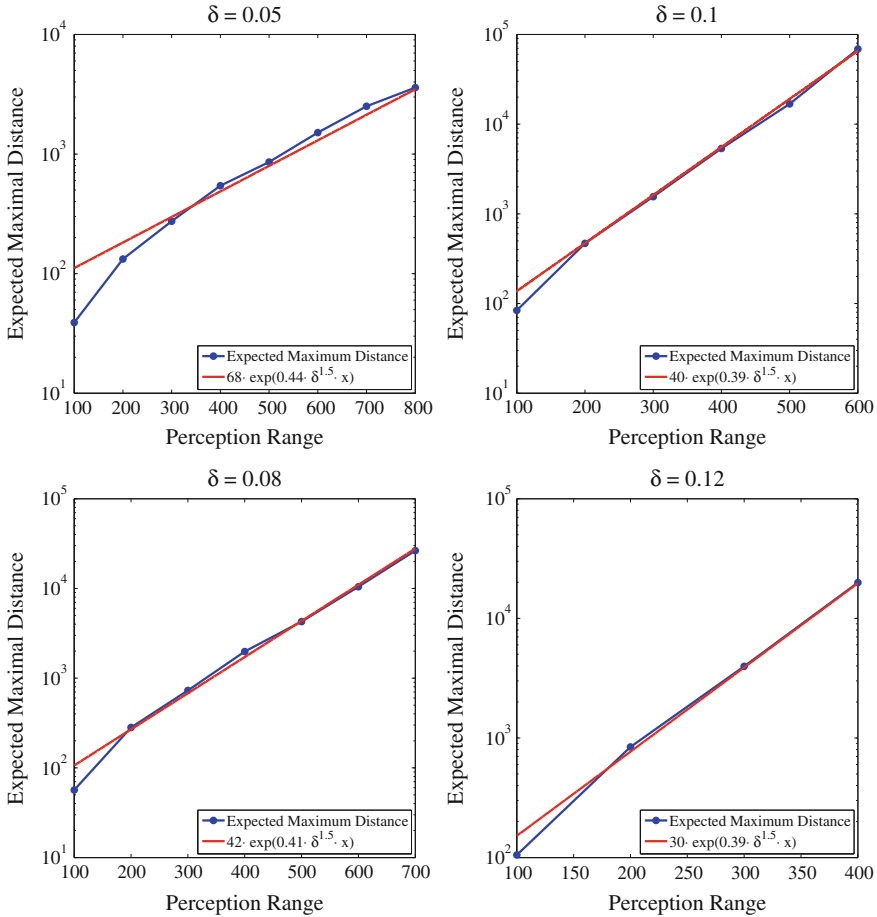 δ = 0.05
10^4
10^3
10^2
10^1
Expected Maximal Distance
Expected Maximum Distance
68· exp(0.44· δ^1.5· x)
100 200 300 400 500 600 700 800
Perception Range
δ = 0.1
10^5
10^4
10^3
10^2
10^1
Expected Maximal Distance
Expected Maximum Distance
40· exp(0.39· δ^1.5· x)
100 200 300 400 500 600
Perception Range
δ = 0.08
10^5
10^4
10^3
10^2
10^1
Expected Maximal Distance
Expected Maximum Distance
42· exp(0.41· δ^1.5· x)
100 200 300 400 500 600 700
Perception Range
δ = 0.12
10^5
10^4
10^3
10^2
Expected Maximal Distance
Expected Maximum Distance
30· exp(0.39· δ^1.5· x)
100 150 200 250 300 350 400
Perception Range